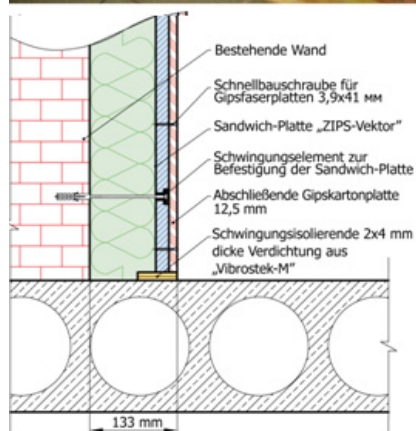 Bestehende Wand
Schnellbauschraube für
Gipsfaserplatten 3,9x41 мм
Sandwich-Platte „ZIPS-Vektor”
Schwingungselement zur
Befestigung der Sandwich-Platte
Abschließende Gipskartonplatte
12,5 mm
Schwingungsisolierende 2x4 mm
dicke Verdichtung aus
„Vibrostek-M”
133 mm